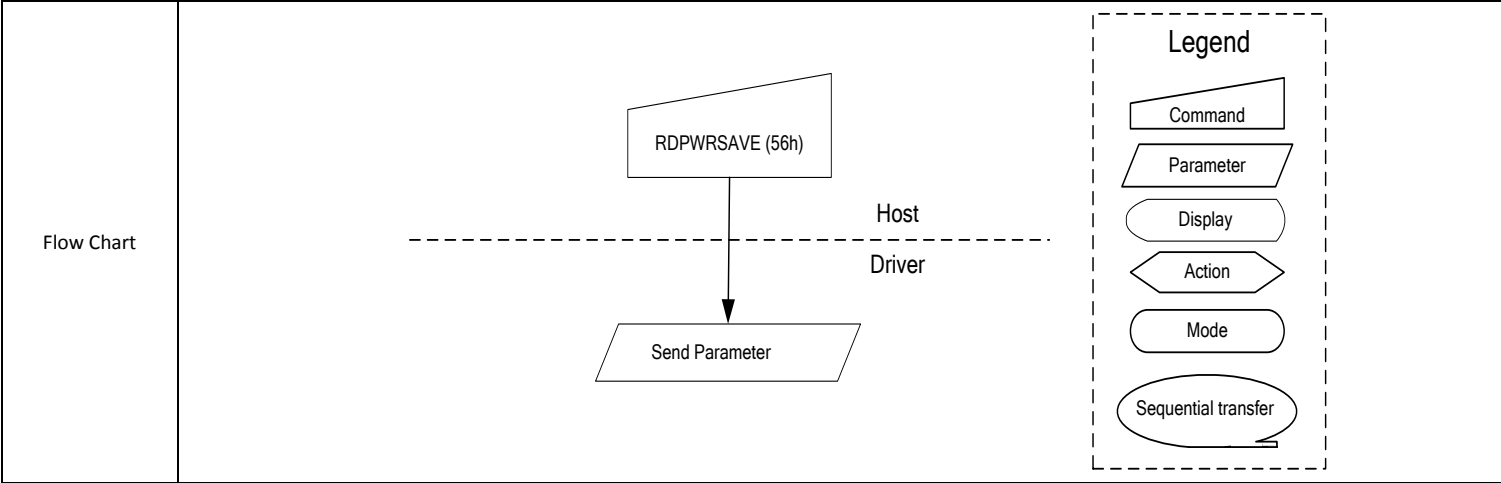 Flow Chart
RDPWRSAVE (56h)
Host
Driver
Send Parameter
Legend
Command
Parameter
Display
Action
Mode
Sequential transfer